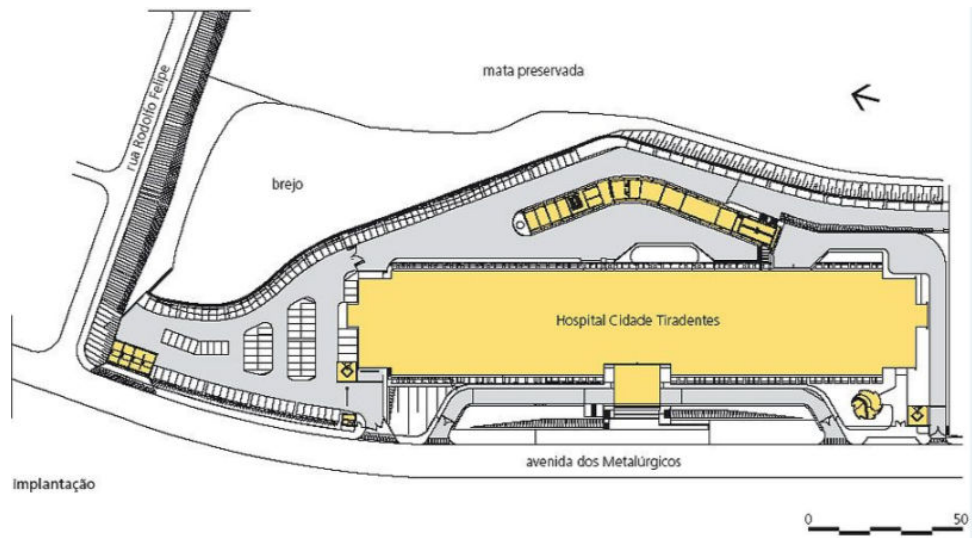 mata preservada
rua Rodolfo Felipe
brejo
Hospital Cidade Tiradentes
avenida dos Metalúrgicos
Implantação
0 50